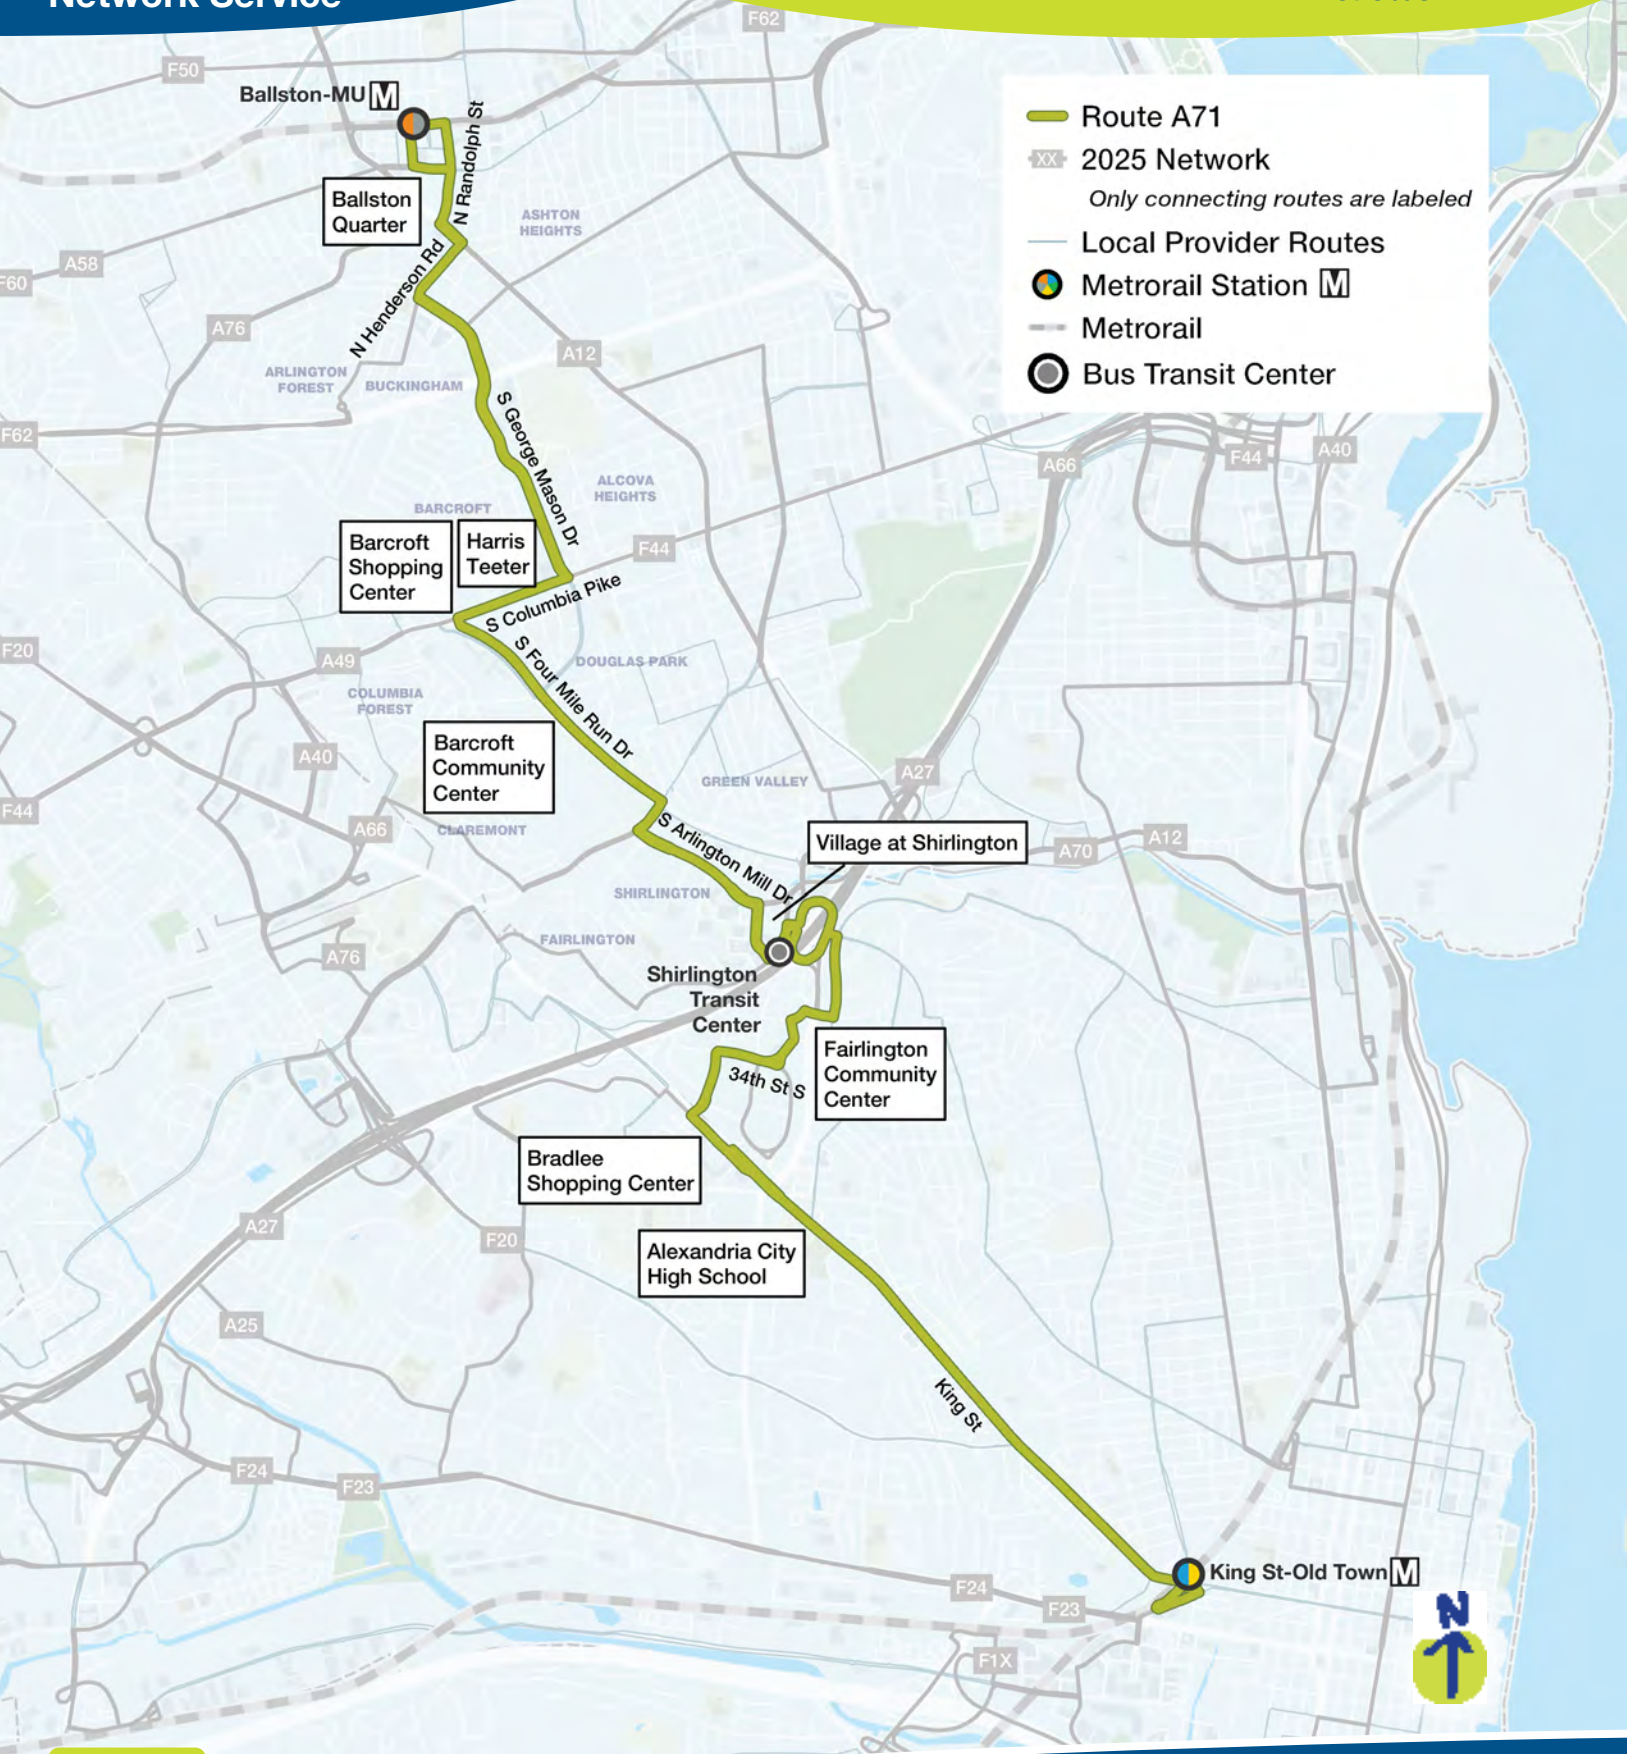 Network Service
F62
F50
Ballston-MU M
N Randolph St
Route A71
XX 2025 Network
Only connecting routes are labeled
Local Provider Routes
Metrorail Station M
Metrorail
Bus Transit Center
Ballston
Quarter
ASHTON
HEIGHTS
N Henderson Rd
A58
F60
A76
A12
ARLINGTON
FOREST
BUCKINGHAM
S George Mason Dr
F62
A66
F44
A40
ALCOVA
HEIGHTS
BARCROFT
Barcroft
Shopping
Center
Harris
Teeter
F44
S Columbia Pike
F20
A49
S Four Mile Run Dr
DOUGLAS PARK
COLUMBIA
FOREST
Barcroft
Community
Center
A40
GREEN VALLEY
A27
F44
A66
CLAREMONT
S Arlington Mill Dr
Village at Shirlington
A70
A12
SHIRLINGTON
FAIRLINGTON
A76
Shirlington
Transit
Center
Fairlington
Community
Center
34th St S
Bradlee
Shopping Center
A27
F20
Alexandria City
High School
A25
King St
F24
F23
King St-Old Town M
F24
F23
N
F1X